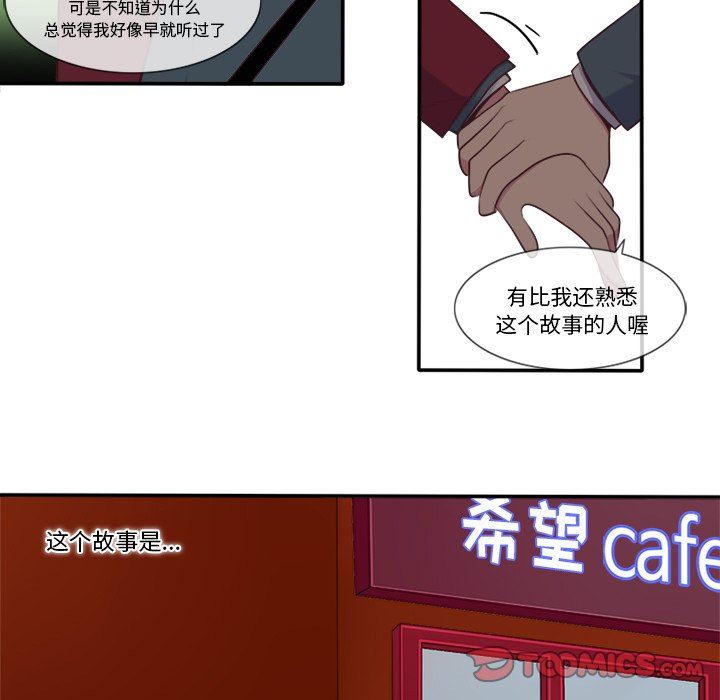 可是不知道为什么
总觉得我好像早就听过了
有比我还熟悉
这个故事的人喔
这个故事是...
希望 cafe
TOOMICS.COM